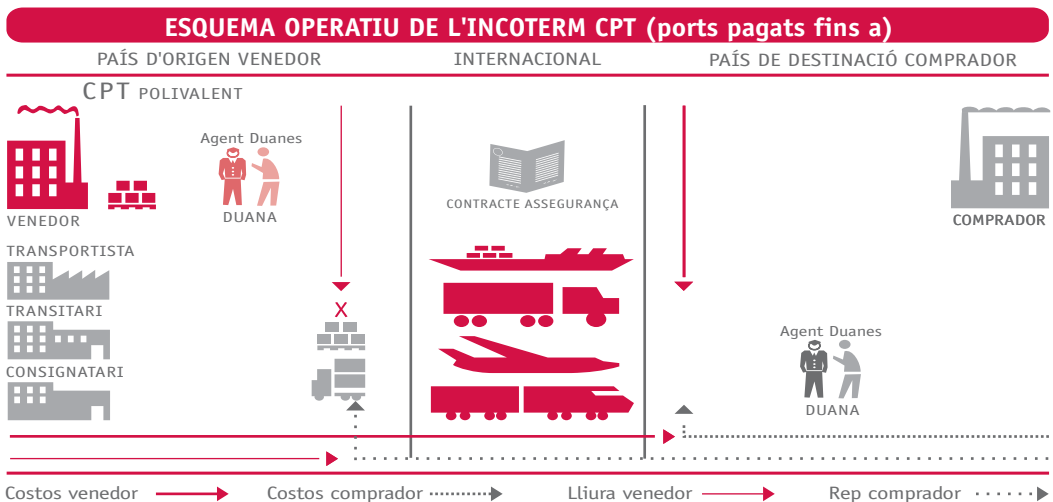 ESQUEMA OPERATIU DE L'INCOTERM CPT (ports pagats fins a)
PAÍS D'ORIGEN VENEDOR
INTERNACIONAL
PAÍS DE DESTINACIÓ COMPRADOR
CPT POLIVALENT
Agent Duanes
DUANA
VENEDOR
CONTRACTE ASSEGURANÇA
COMPRADOR
TRANSPORTISTA
TRANSITARI
CONSIGNATARI
X
Agent Duanes
DUANA
Costos venedor
Costos comprador
Lliura venedor
Rep comprador